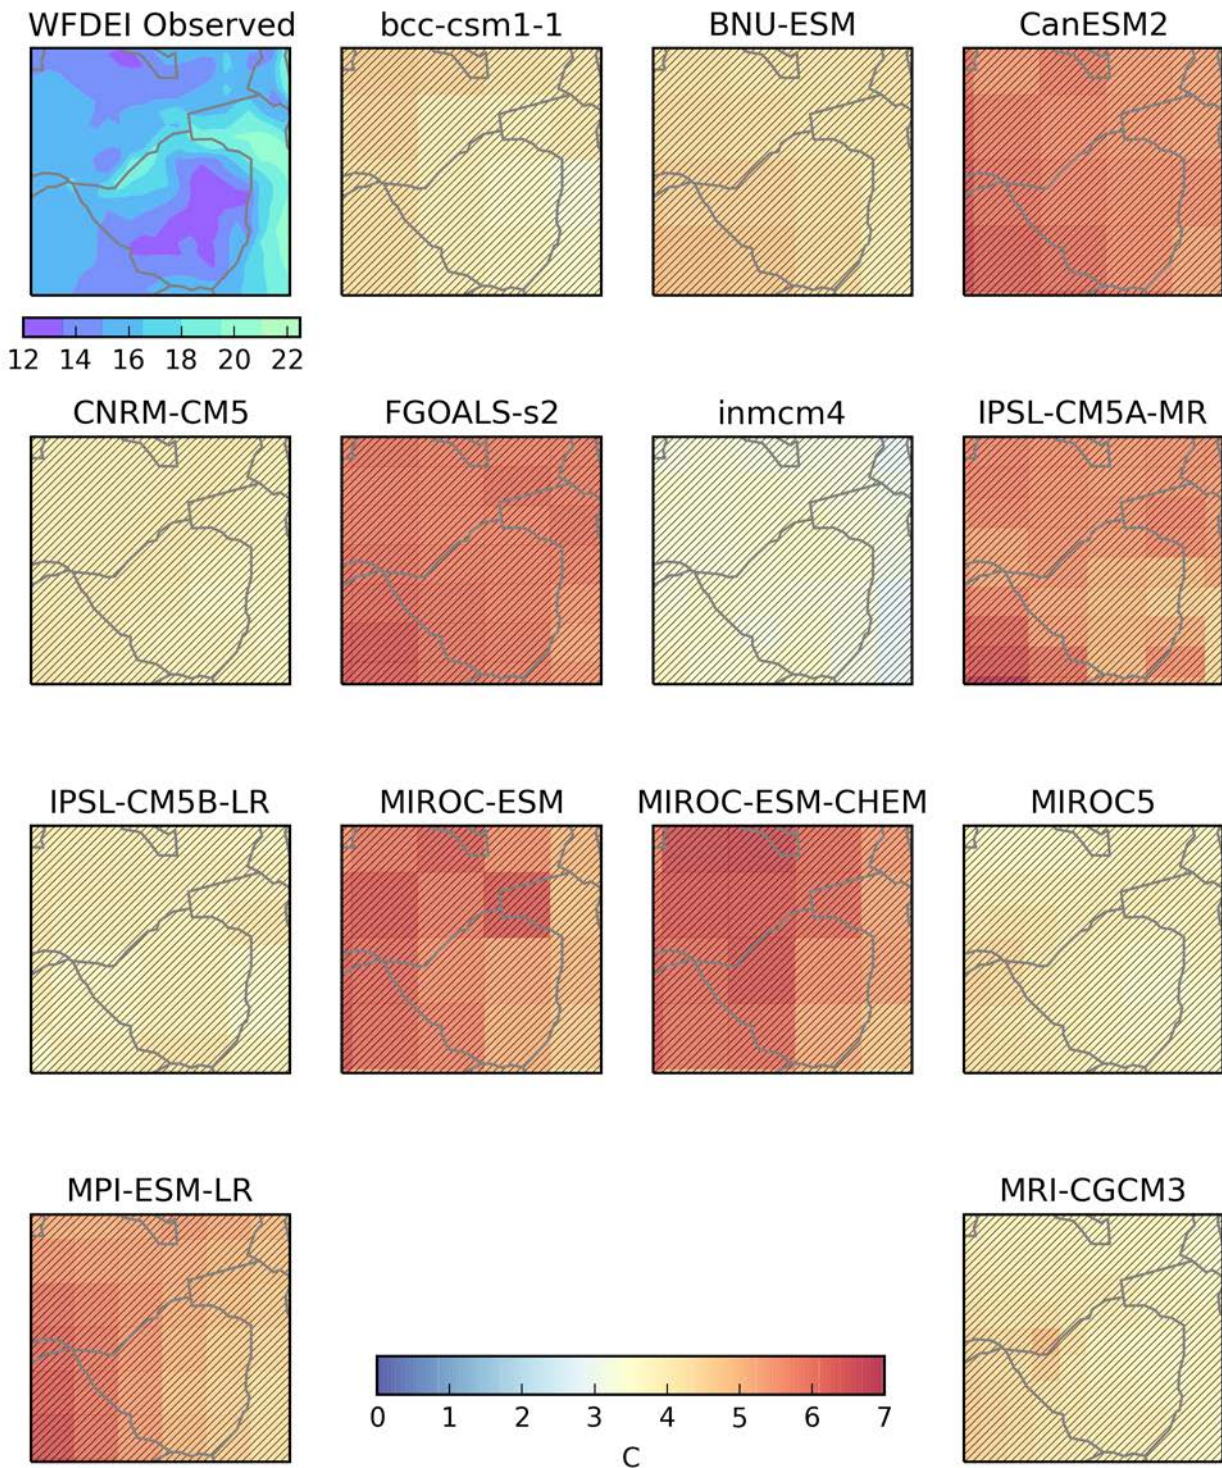 WFDEI Observed
bcc-csm1-1
BNU-ESM
CanESM2
12 14 16 18 20 22
CNRM-CM5
FGOALS-s2
inmcm4
IPSL-CM5A-MR
IPSL-CM5B-LR
MIROC-ESM
MIROC-ESM-CHEM
MIROC5
MPI-ESM-LR
MRI-CGCM3
0 1 2 3 4 5 6 7
C